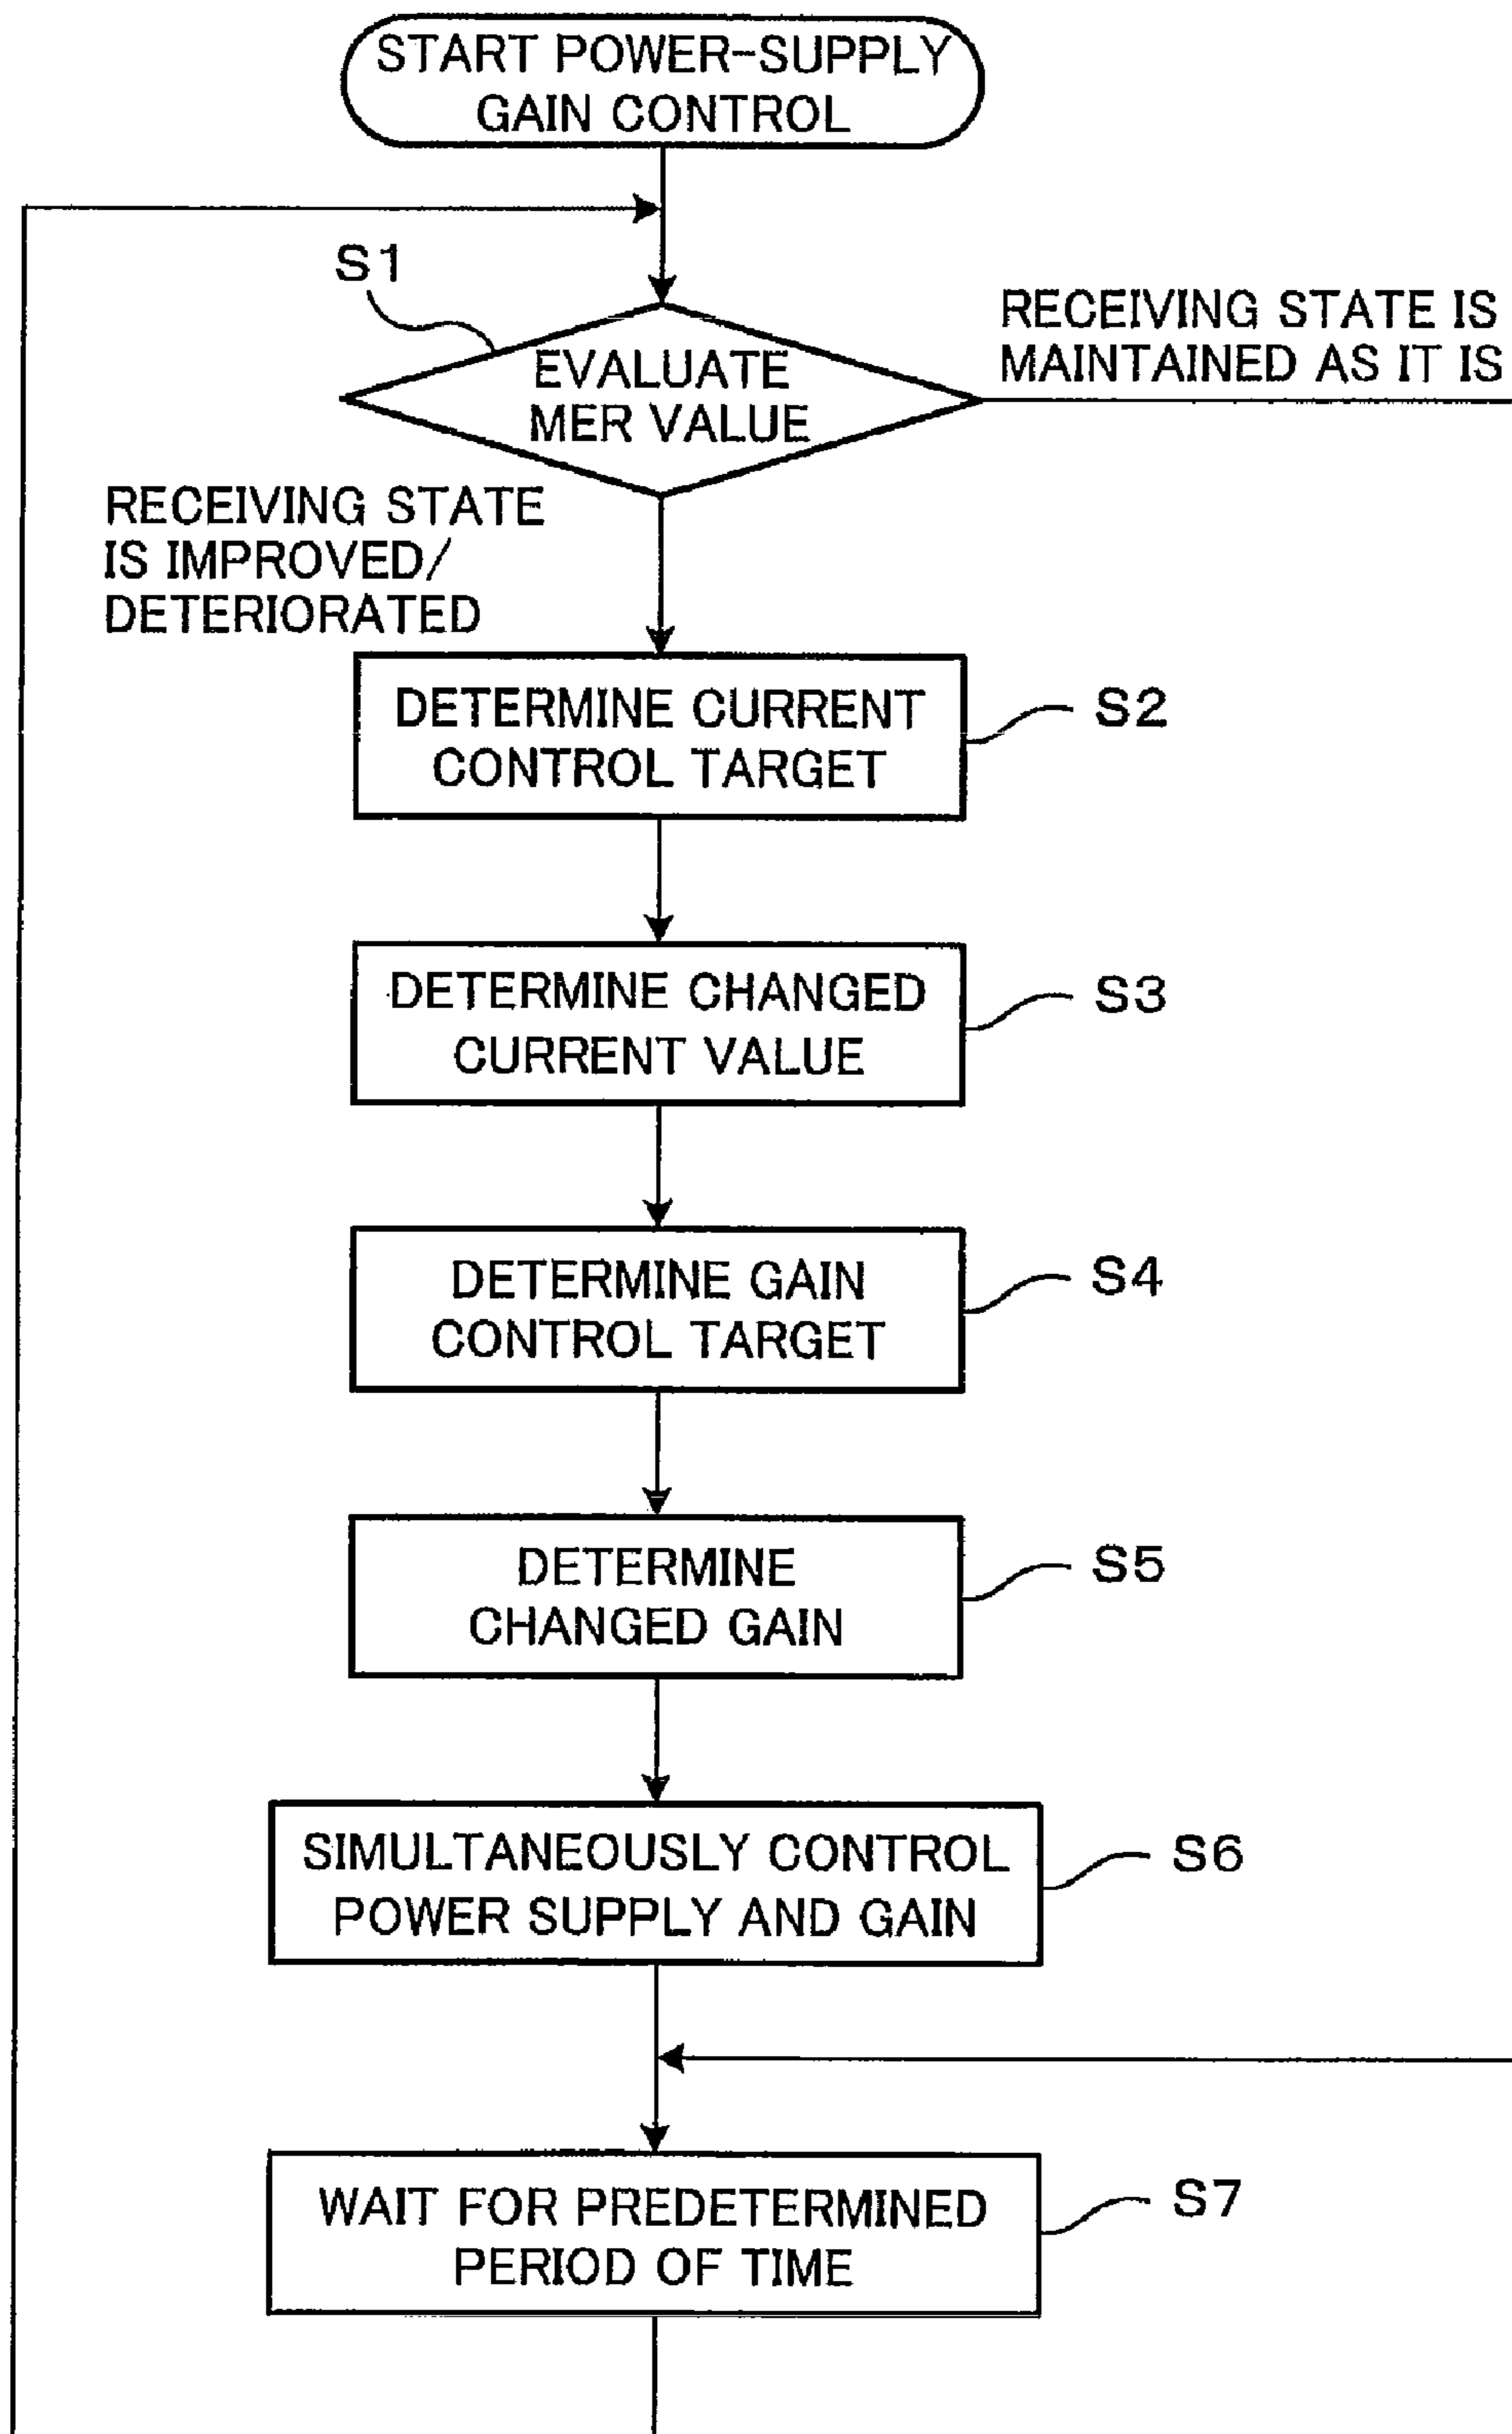 START POWER-SUPPLY
GAIN CONTROL
S1
EVALUATE
MER VALUE
RECEIVING STATE IS
MAINTAINED AS IT IS
RECEIVING STATE
IS IMPROVED/
DETERIORATED
DETERMINE CURRENT
CONTROL TARGET
S2
DETERMINE CHANGED
CURRENT VALUE
S3
DETERMINE GAIN
CONTROL TARGET
S4
DETERMINE
CHANGED GAIN
S5
SIMULTANEOUSLY CONTROL
POWER SUPPLY AND GAIN
S6
WAIT FOR PREDETERMINED
PERIOD OF TIME
S7